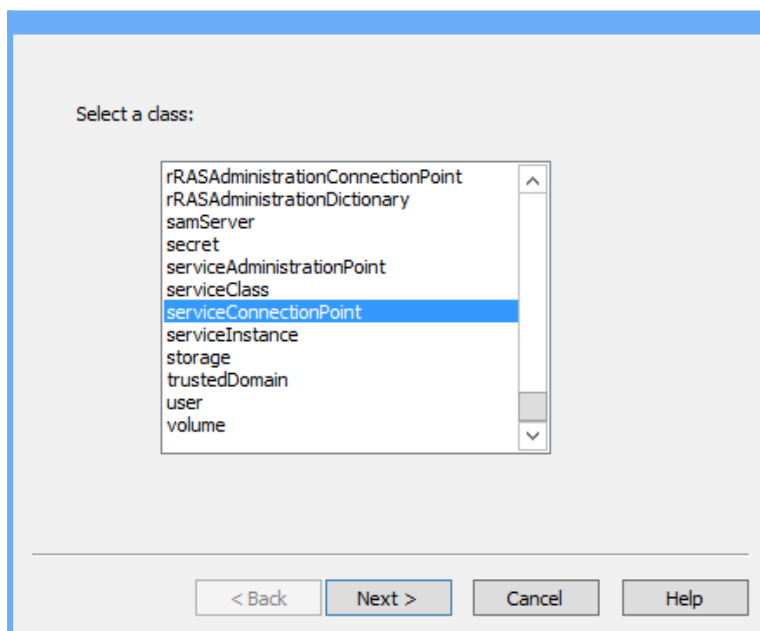 Select a class:
rRASAdministrationConnectionPoint
rRASAdministrationDictionary
samServer
secret
serviceAdministrationPoint
serviceClass
serviceConnectionPoint
serviceInstance
storage
trustedDomain
user
volume
< Back Next > Cancel Help